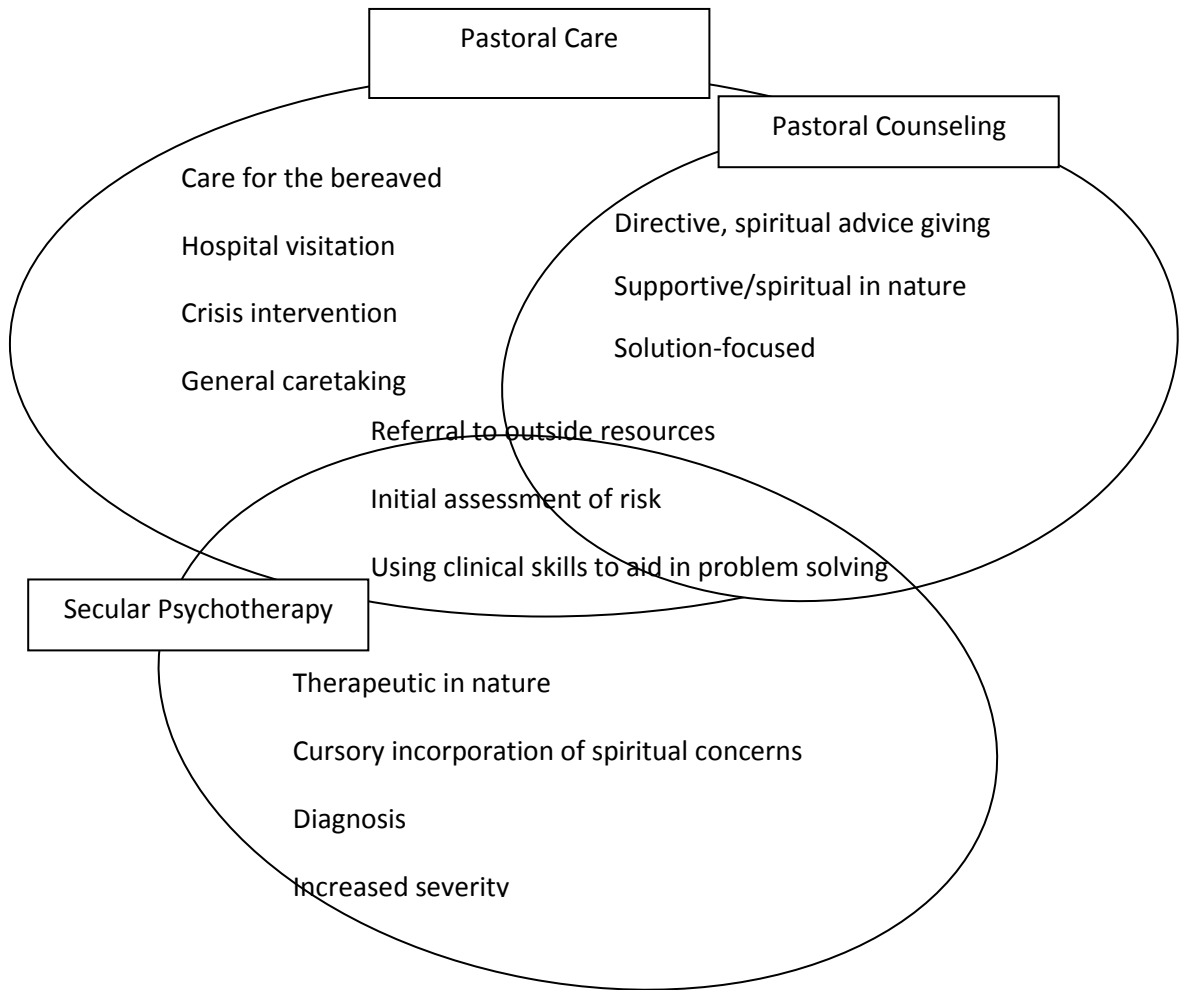 Pastoral Care
Pastoral Counseling
Care for the bereaved
Hospital visitation
Crisis intervention
General caretaking
Directive, spiritual advice giving
Supportive/spiritual in nature
Solution-focused
Referral to outside resources
Initial assessment of risk
Using clinical skills to aid in problem solving
Secular Psychotherapy
Therapeutic in nature
Cursory incorporation of spiritual concerns
Diagnosis
Increased severity